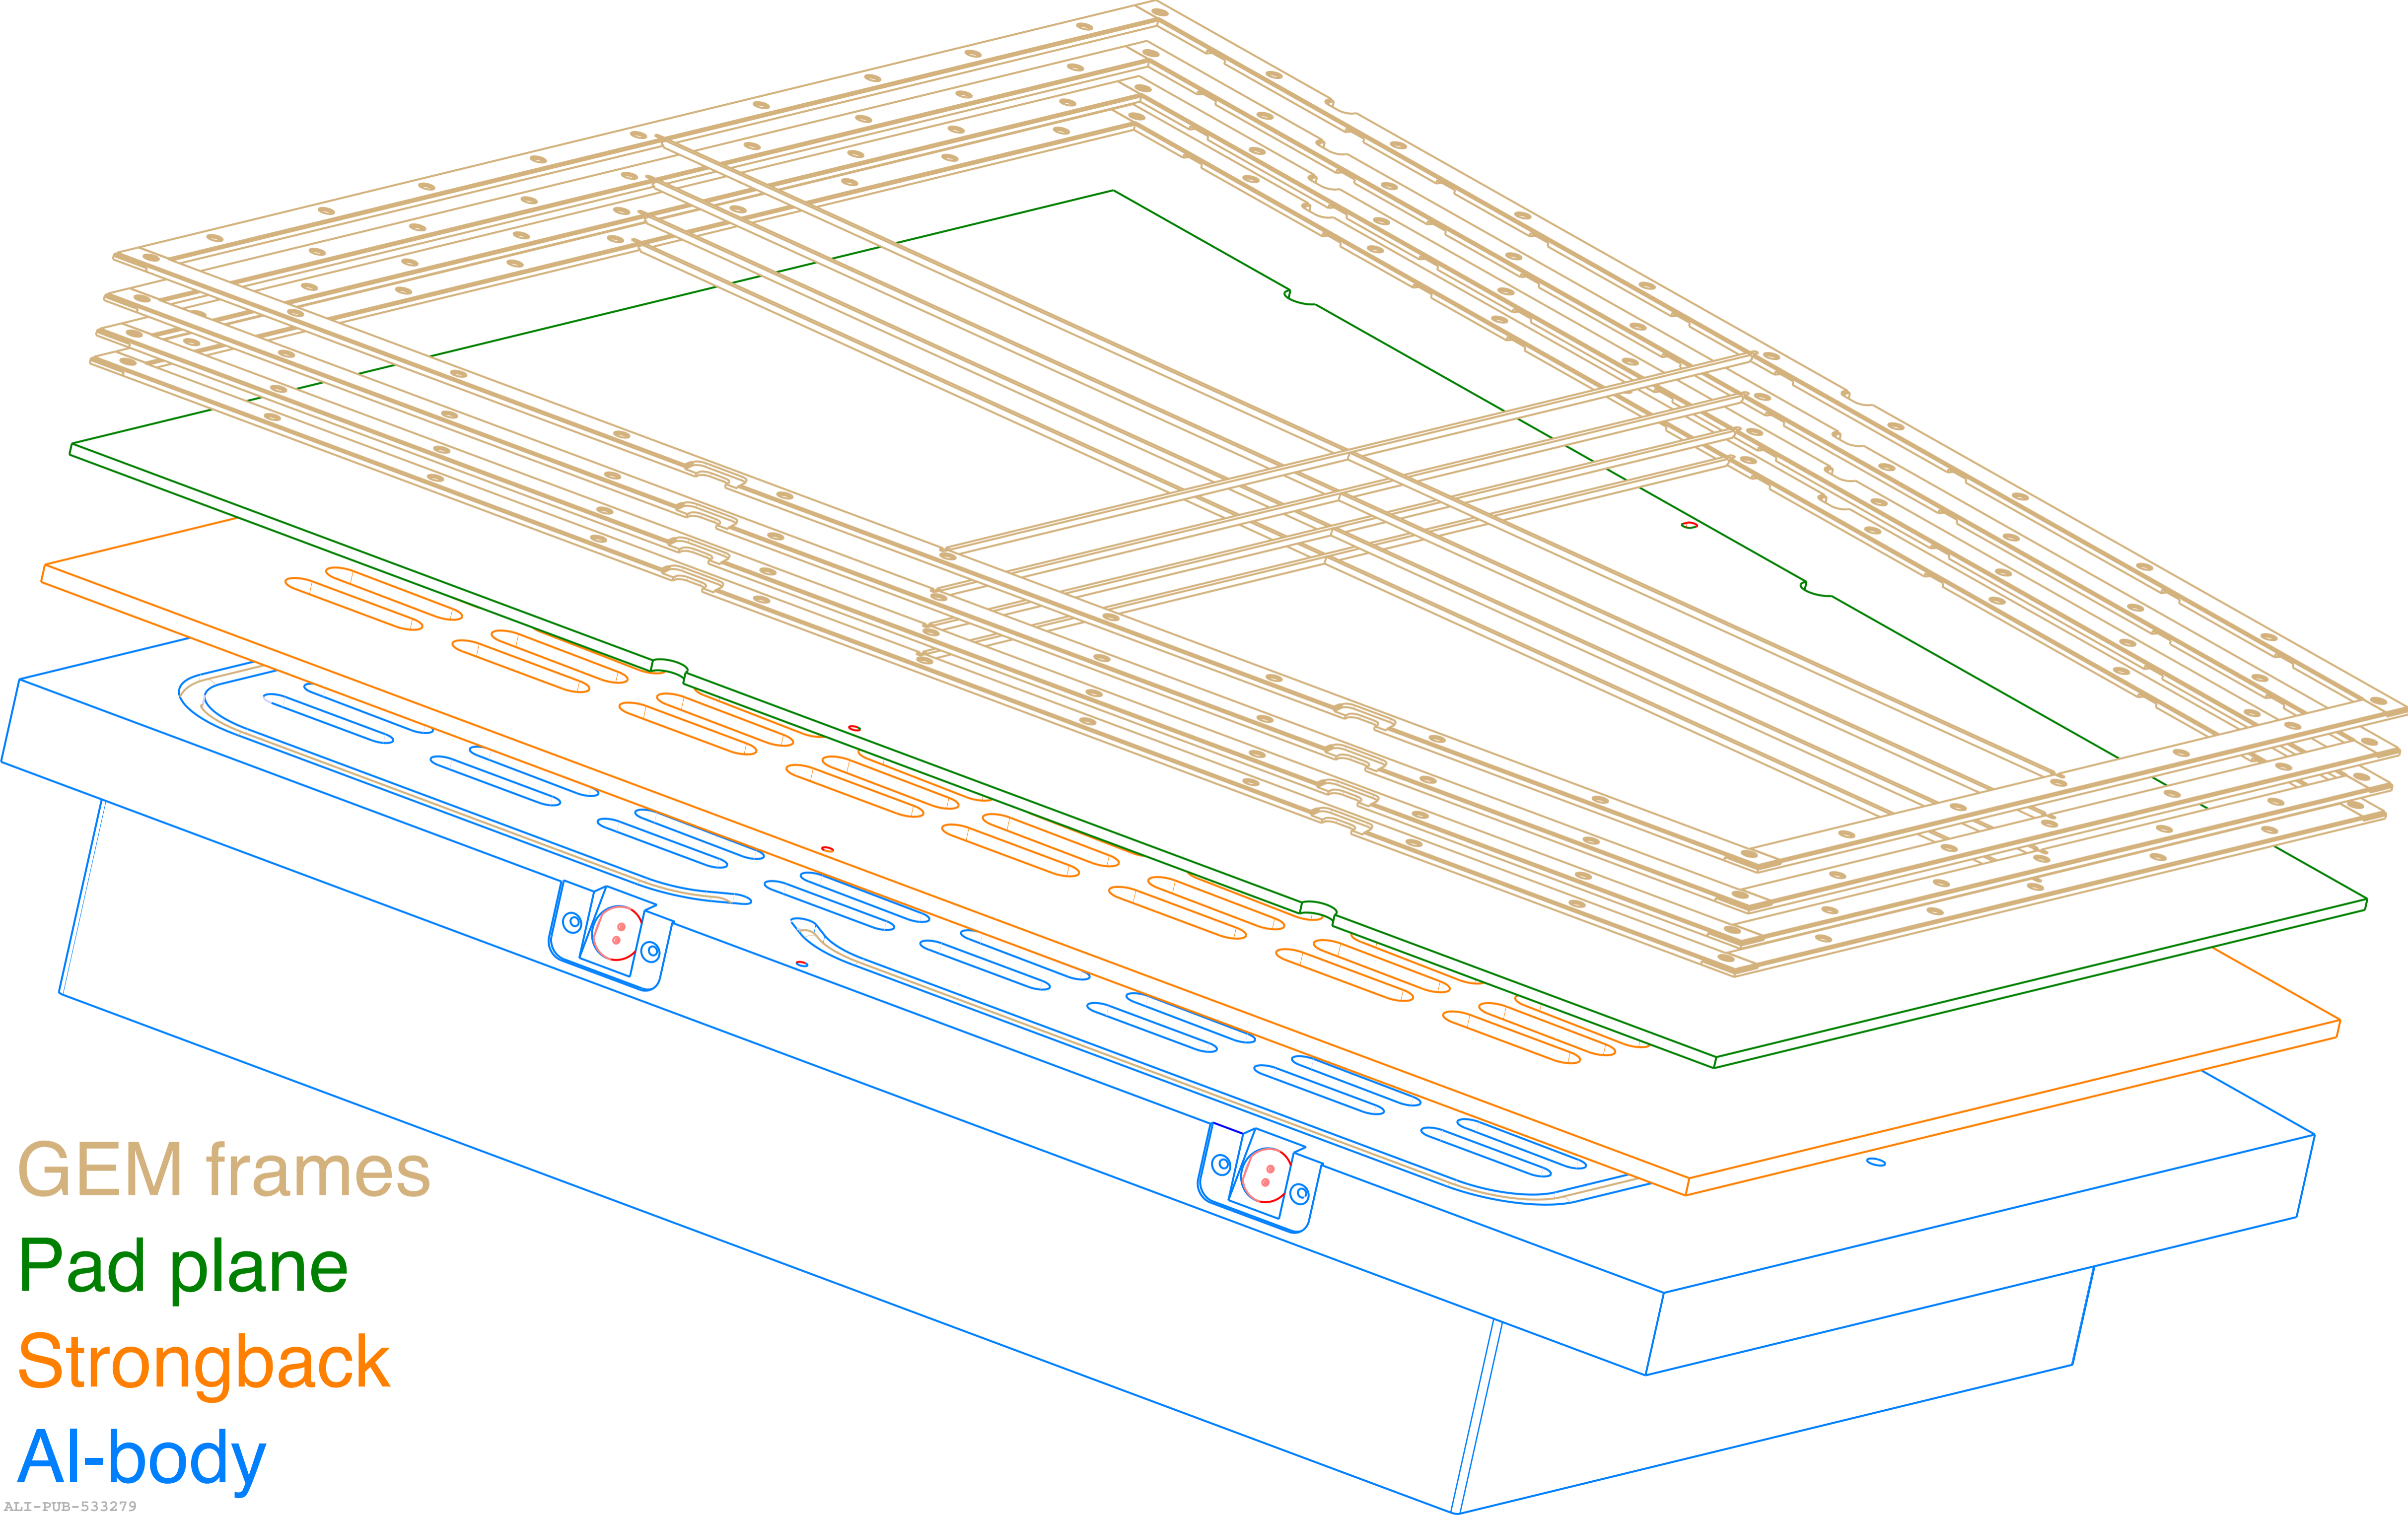 GEM frames
Pad plane
Strongback
Al-body
ALI-PUB-533279